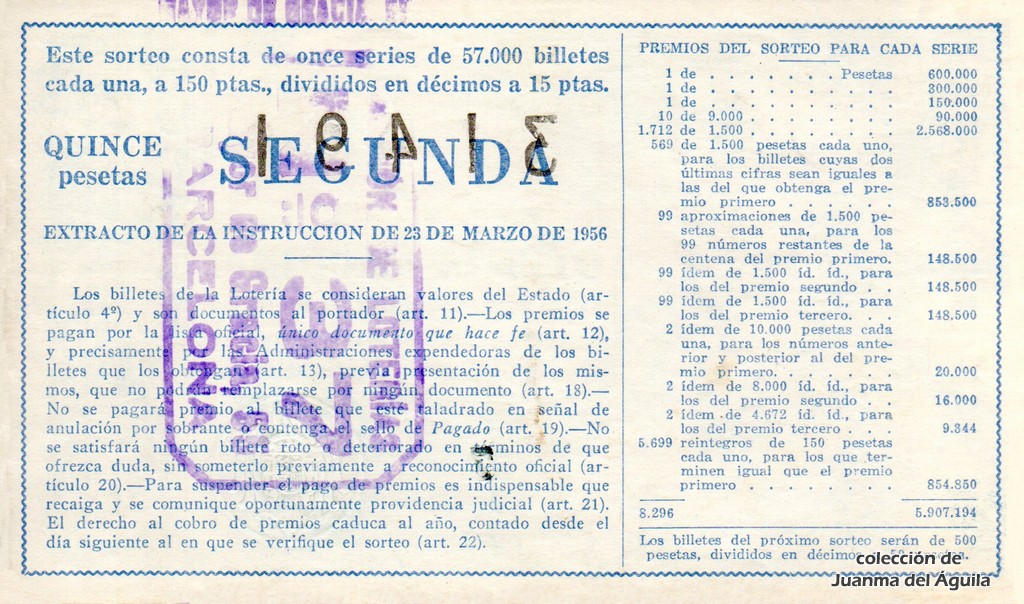 Este sorteo consta de once series de 57.000 billetes
cada una, a 150 ptas., divididos en décimos a 15 ptas.
QUINCE
pesetas
SEGUNDA
31491
EXTRACTO DE LA INSTRUCCION DE 23 DE MARZO DE 1956
Los billetes de la Lotería se consideran valores del Estado (ar-
tículo 4º) y son documentos al portador (art. 11).—Los premios se
pagan por la lista oficial, único documento que hace fe (art. 12),
y precisamente por las Administraciones expendedoras de los bi-
lletes que los obtengan (art. 13), previa presentación de los mis-
mos, que no podrán remplazarse por ningún documento (art. 18).—
No se pagará premio al billete que esté taladrado en señal de
anulación por sobrante o contenga el sello de Pagado (art. 19).—No
se satisfará ningún billete roto o deteriorado en términos de que
ofrezca duda, sin someterlo previamente a reconocimiento oficial (ar-
tículo 20).—Para suspender el pago de premios es indispensable que
recaiga y se comunique oportunamente providencia judicial (art. 21).
El derecho al cobro de premios caduca al año, contado desde el
día siguiente al en que se verifique el sorteo (art. 22).
BARCELONA
PREMIOS DEL SORTEO PARA CADA SERIE
1 de . . . . . . . Pesetas 600.000
1 de . . . . . . . . . . 300.000
1 de . . . . . . . . . . 150.000
10 de 9.000 . . . . . . . . 90.000
1.712 de 1.500 . . . . . . . . 2.568.000
569 de 1.500 pesetas cada uno,
para los billetes cuyas dos
últimas cifras sean iguales a
las del que obtenga el pre-
mio primero . . . . . . 853.500
99 aproximaciones de 1.500 pe-
setas cada una, para los
99 números restantes de la
centena del premio primero. 148.500
99 ídem de 1.500 íd. íd., para
los del premio segundo . . 148.500
99 ídem de 1.500 íd. íd., para
los del premio tercero. . . . 148.500
2 ídem de 10.000 pesetas cada
una, para los números ante-
rior y posterior al del pre-
mio primero. . . . . . . 20.000
2 ídem de 8.000 íd. íd., para
los del premio segundo . . 16.000
2 ídem de 4.672 íd. íd., para
los del premio tercero . . . 9.344
5.699 reintegros de 150 pesetas
cada uno, para los que ter-
minen igual que el premio
primero . . . . . . . . 854.850
8.296 5.907.194
Los billetes del próximo sorteo serán de 500
pesetas, divididos en décimos
colección de
Juanma del Águila